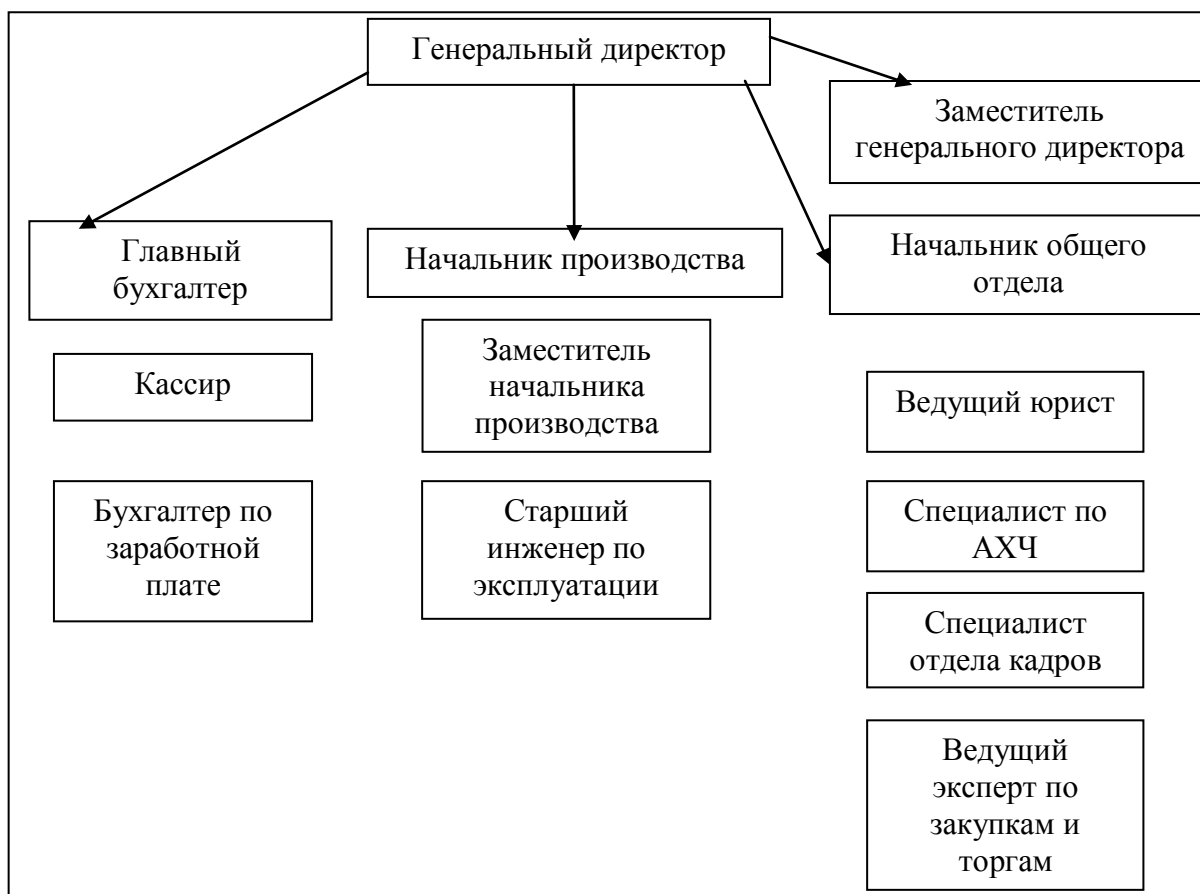 Генеральный директор
Заместитель
генерального директора
Главный
бухгалтер
Начальник производства
Начальник общего
отдела
Кассир
Заместитель
начальника
производства
Ведущий юрист
Бухгалтер по
заработной
плате
Старший
инженер по
эксплуатации
Специалист по
АХЧ
Специалист
отдела кадров
Ведущий
эксперт по
закупкам и
торгам